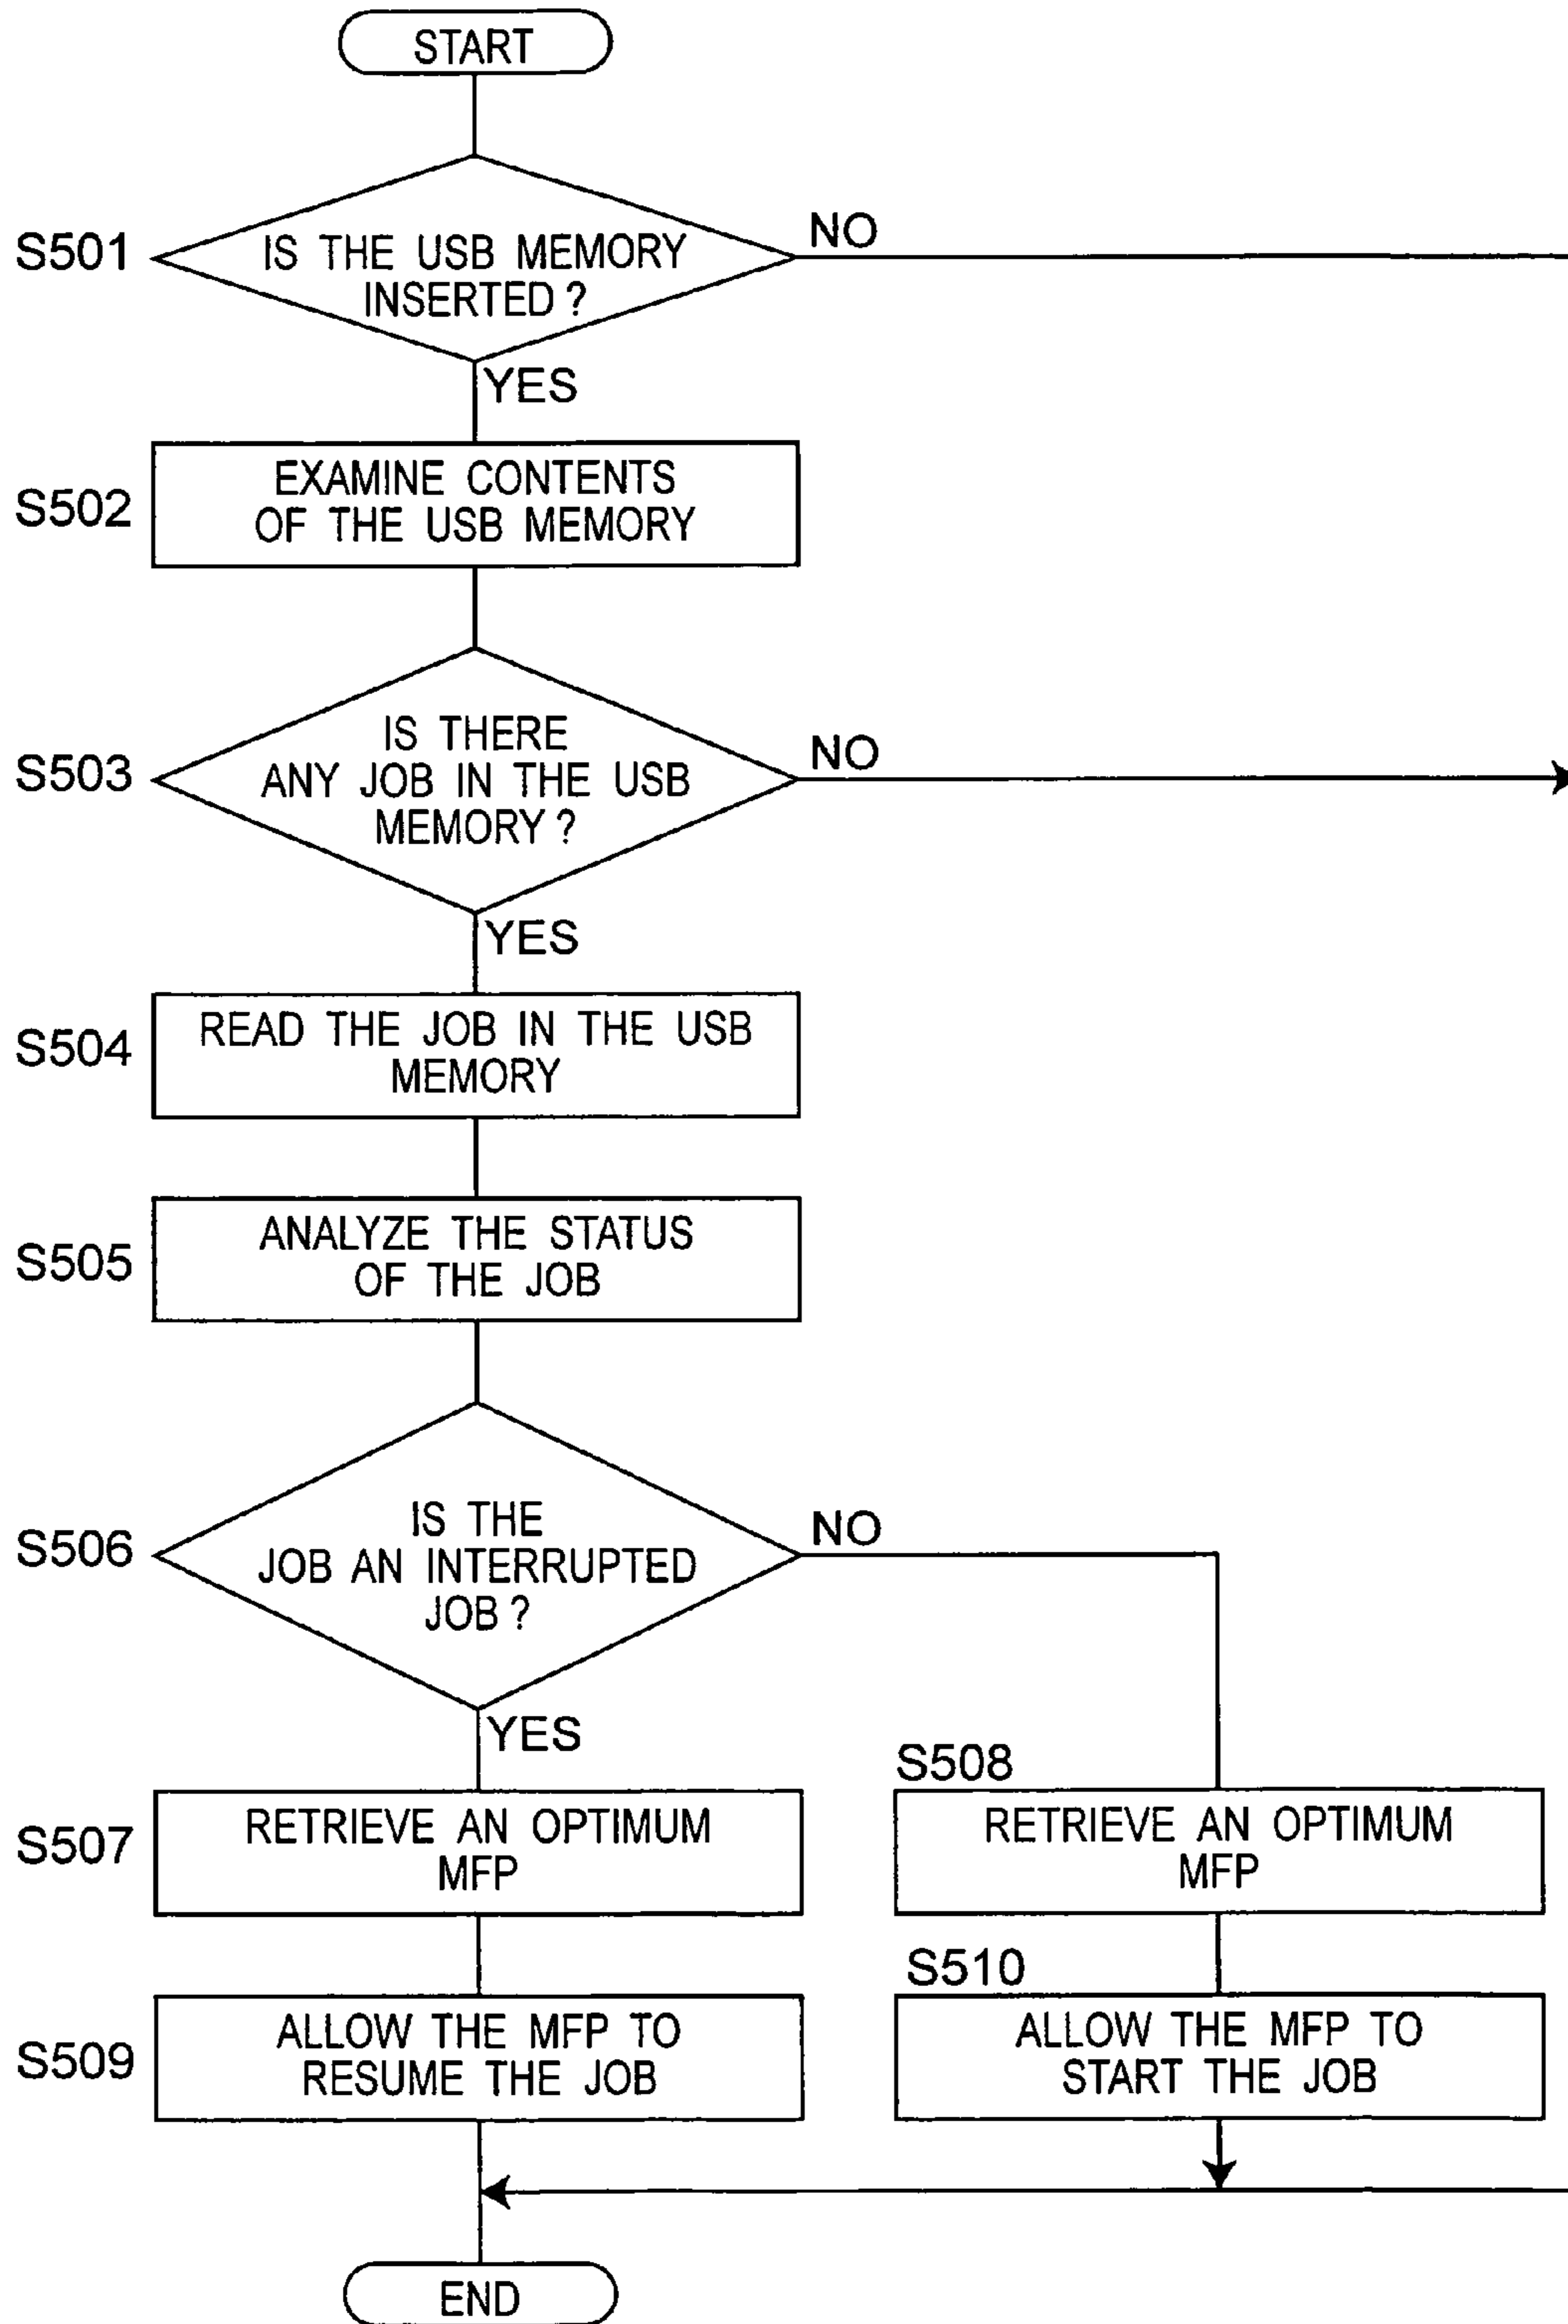 START
S501
IS THE USB MEMORY
INSERTED ?
NO
YES
S502
EXAMINE CONTENTS
OF THE USB MEMORY
S503
IS THERE
ANY JOB IN THE USB
MEMORY ?
NO
YES
S504
READ THE JOB IN THE USB
MEMORY
S505
ANALYZE THE STATUS
OF THE JOB
S506
IS THE
JOB AN INTERRUPTED
JOB ?
NO
YES
S507
RETRIEVE AN OPTIMUM
MFP
S508
RETRIEVE AN OPTIMUM
MFP
S509
ALLOW THE MFP TO
RESUME THE JOB
S510
ALLOW THE MFP TO
START THE JOB
END